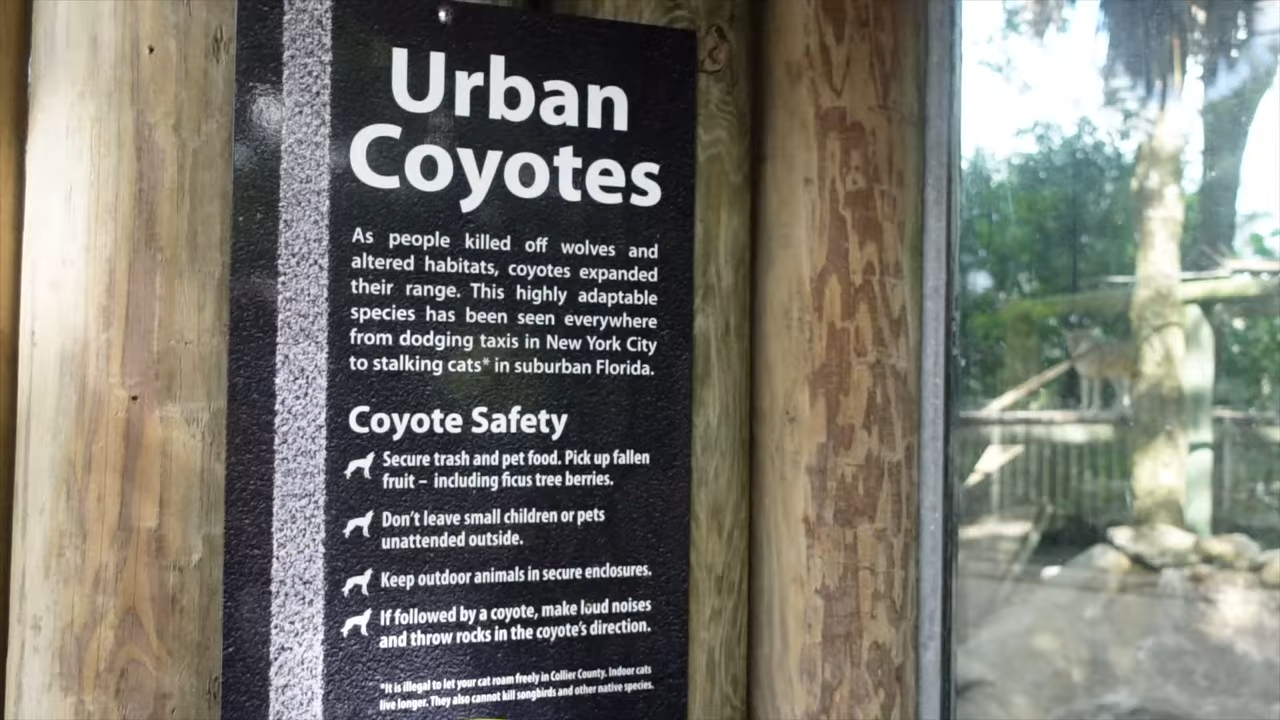 Urban
Coyotes
As people killed off wolves and
altered habitats, coyotes expanded
their range. This highly adaptable
species has been seen everywhere
from dodging taxis in New York City
to stalking cats* in suburban Florida.
Coyote Safety
Secure trash and pet food. Pick up fallen
fruit – including ficus tree berries.
Don't leave small children or pets
unattended outside.
Keep outdoor animals in secure enclosures.
If followed by a coyote, make loud noises
and throw rocks in the coyote's direction.
*It is illegal to let your cat roam freely in Collier County. Indoor cats
live longer. They also cannot kill songbirds and other native species.